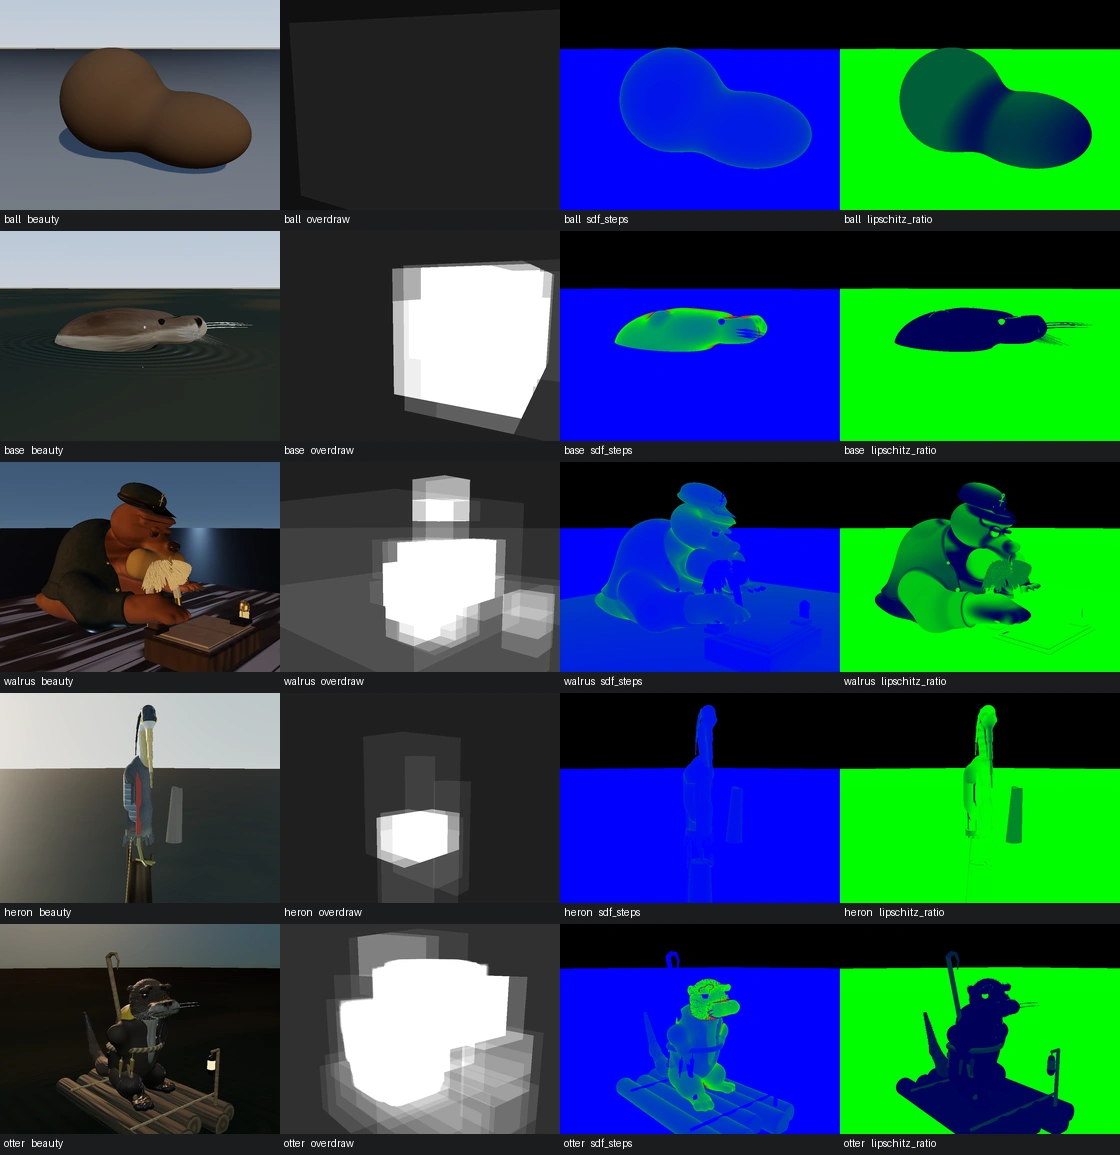 ball beauty
ball overdraw
ball sdf_steps
ball lipschitz_ratio
base beauty
base overdraw
base sdf_steps
base lipschitz_ratio
walrus beauty
walrus overdraw
walrus sdf_steps
walrus lipschitz_ratio
heron beauty
heron overdraw
heron sdf_steps
heron lipschitz_ratio
otter beauty
otter overdraw
otter sdf_steps
otter lipschitz_ratio